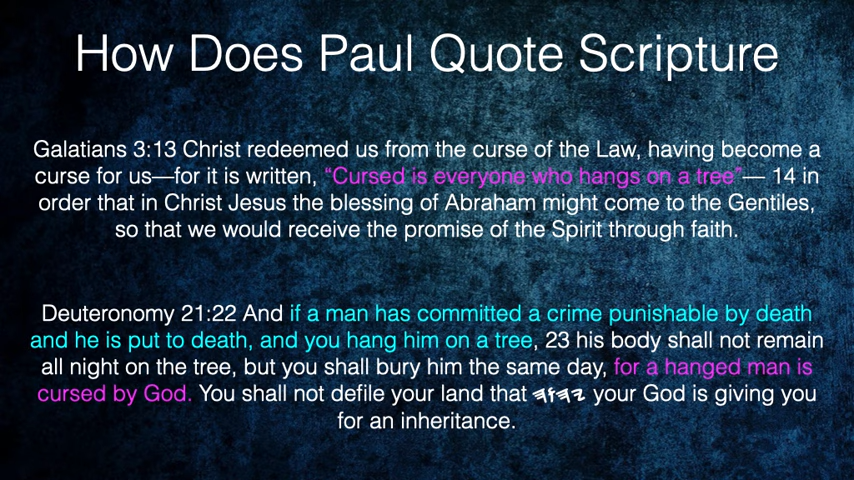 How Does Paul Quote Scripture
Galatians 3:13 Christ redeemed us from the curse of the Law, having become a
curse for us—for it is written, “Cursed is everyone who hangs on a tree”— 14 in
order that in Christ Jesus the blessing of Abraham might come to the Gentiles,
so that we would receive the promise of the Spirit through faith.
Deuteronomy 21:22 And if a man has committed a crime punishable by death
and he is put to death, and you hang him on a tree, 23 his body shall not remain
all night on the tree, but you shall bury him the same day, for a hanged man is
cursed by God. You shall not defile your land that 𐤉𐤄𐤅𐤄 your God is giving you
for an inheritance.